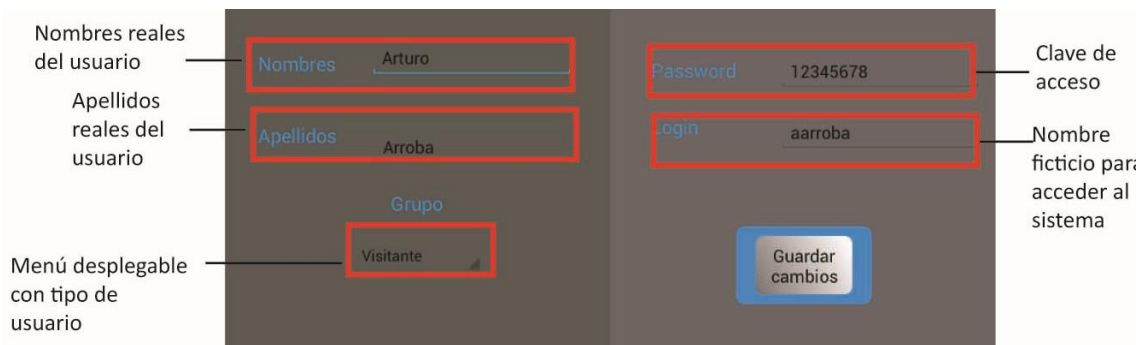 Nombres reales
del usuario
Apellidos
reales del
usuario
Menú desplegable
con tipo de
usuario
Nombres Arturo
Apellidos Arroba
Grupo
Visitante
Password 12345678
Login aarroba
Guardar
cambios
Clave de
acceso
Nombre
ficticio para
acceder al
sistema